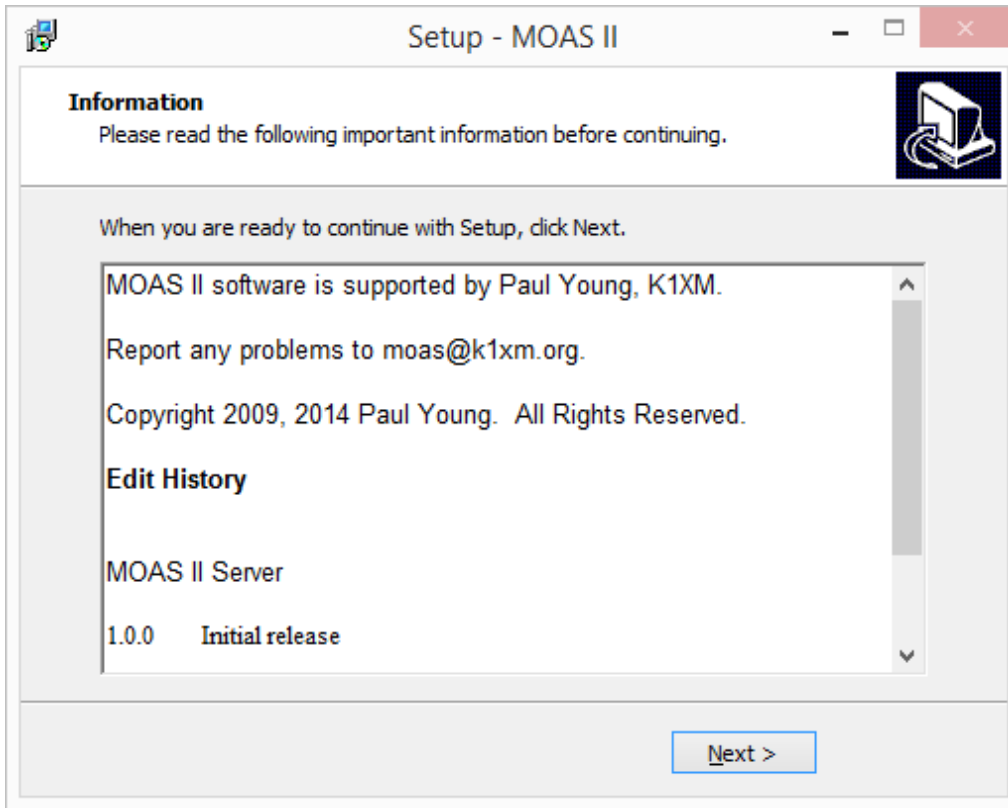 Setup - MOAS II
Information
Please read the following important information before continuing.
When you are ready to continue with Setup, click Next.
MOAS II software is supported by Paul Young, K1XM.
Report any problems to moas@k1xm.org.
Copyright 2009, 2014 Paul Young.  All Rights Reserved.
Edit History
MOAS II Server
1.0.0 Initial release
Next >